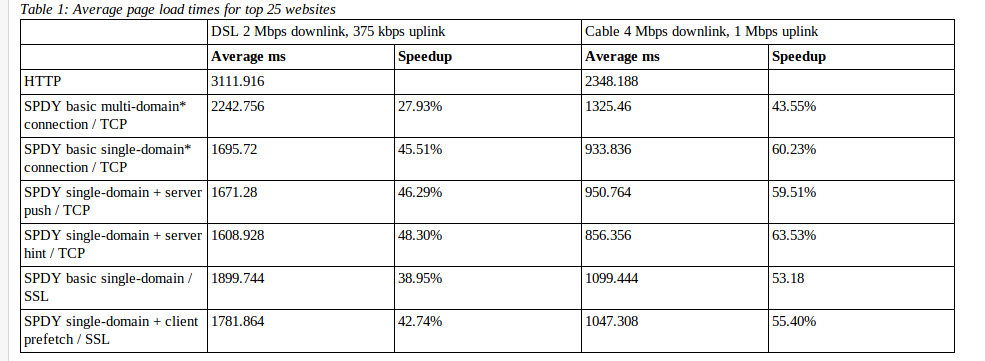 Table 1: Average page load times for top 25 websites
DSL 2 Mbps downlink, 375 kbps uplink Cable 4 Mbps downlink, 1 Mbps uplink
Average ms Speedup Average ms Speedup
HTTP 3111.916 2348.188
SPDY basic multi-domain* 2242.756 27.93% 1325.46 43.55%
connection / TCP
SPDY basic single-domain* 1695.72 45.51% 933.836 60.23%
connection / TCP
SPDY single-domain + server 1671.28 46.29% 950.764 59.51%
push / TCP
SPDY single-domain + server 1608.928 48.30% 856.356 63.53%
hint / TCP
SPDY basic single-domain / 1899.744 38.95% 1099.444 53.18
SSL
SPDY single-domain + client 1781.864 42.74% 1047.308 55.40%
prefetch / SSL